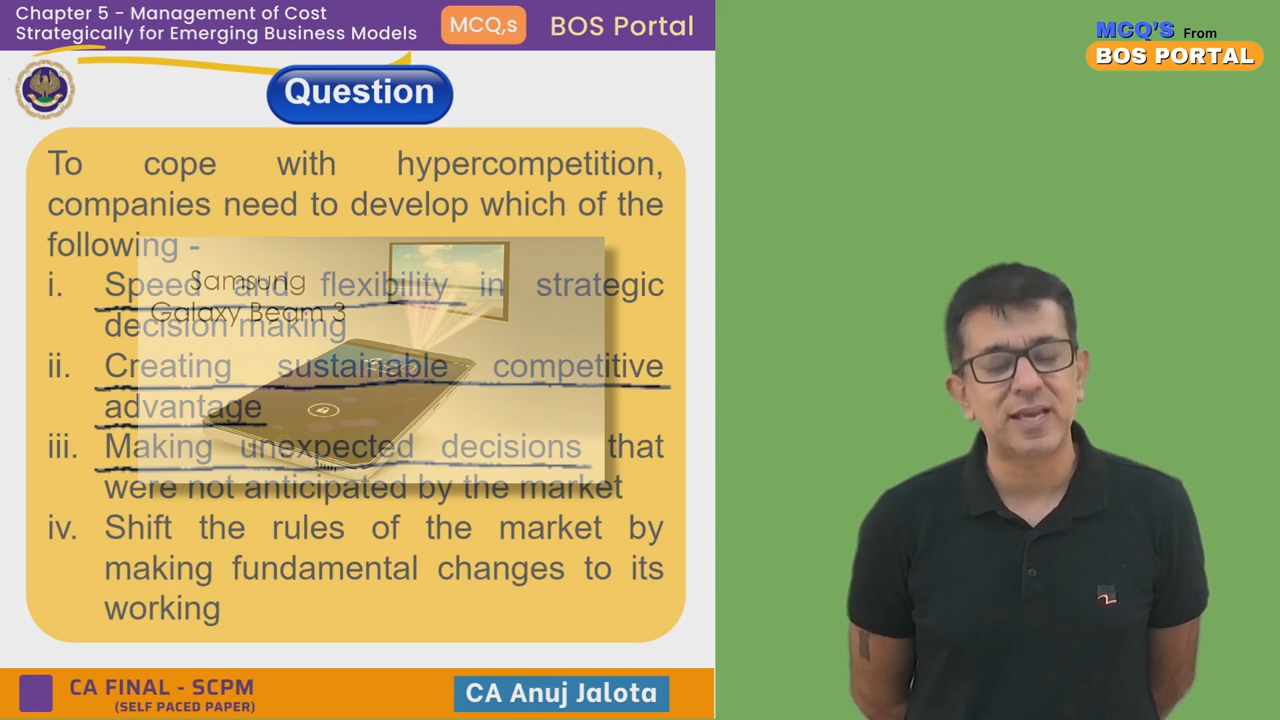 Chapter 5 - Management of Cost
Strategically for Emerging Business Models
MCQ,s
BOS Portal
MCQ'S From
BOS PORTAL
Question
To cope with hypercompetition,
companies need to develop which of the
following -
i. Speed and flexibility in strategic
decision making
ii. Creating sustainable competitive
advantage
iii. Making unexpected decisions that
were not anticipated by the market
iv. Shift the rules of the market by
making fundamental changes to its
working
Samsung
Galaxy Beam 3
CA FINAL - SCPM
(SELF PACED PAPER)
CA Anuj Jalota